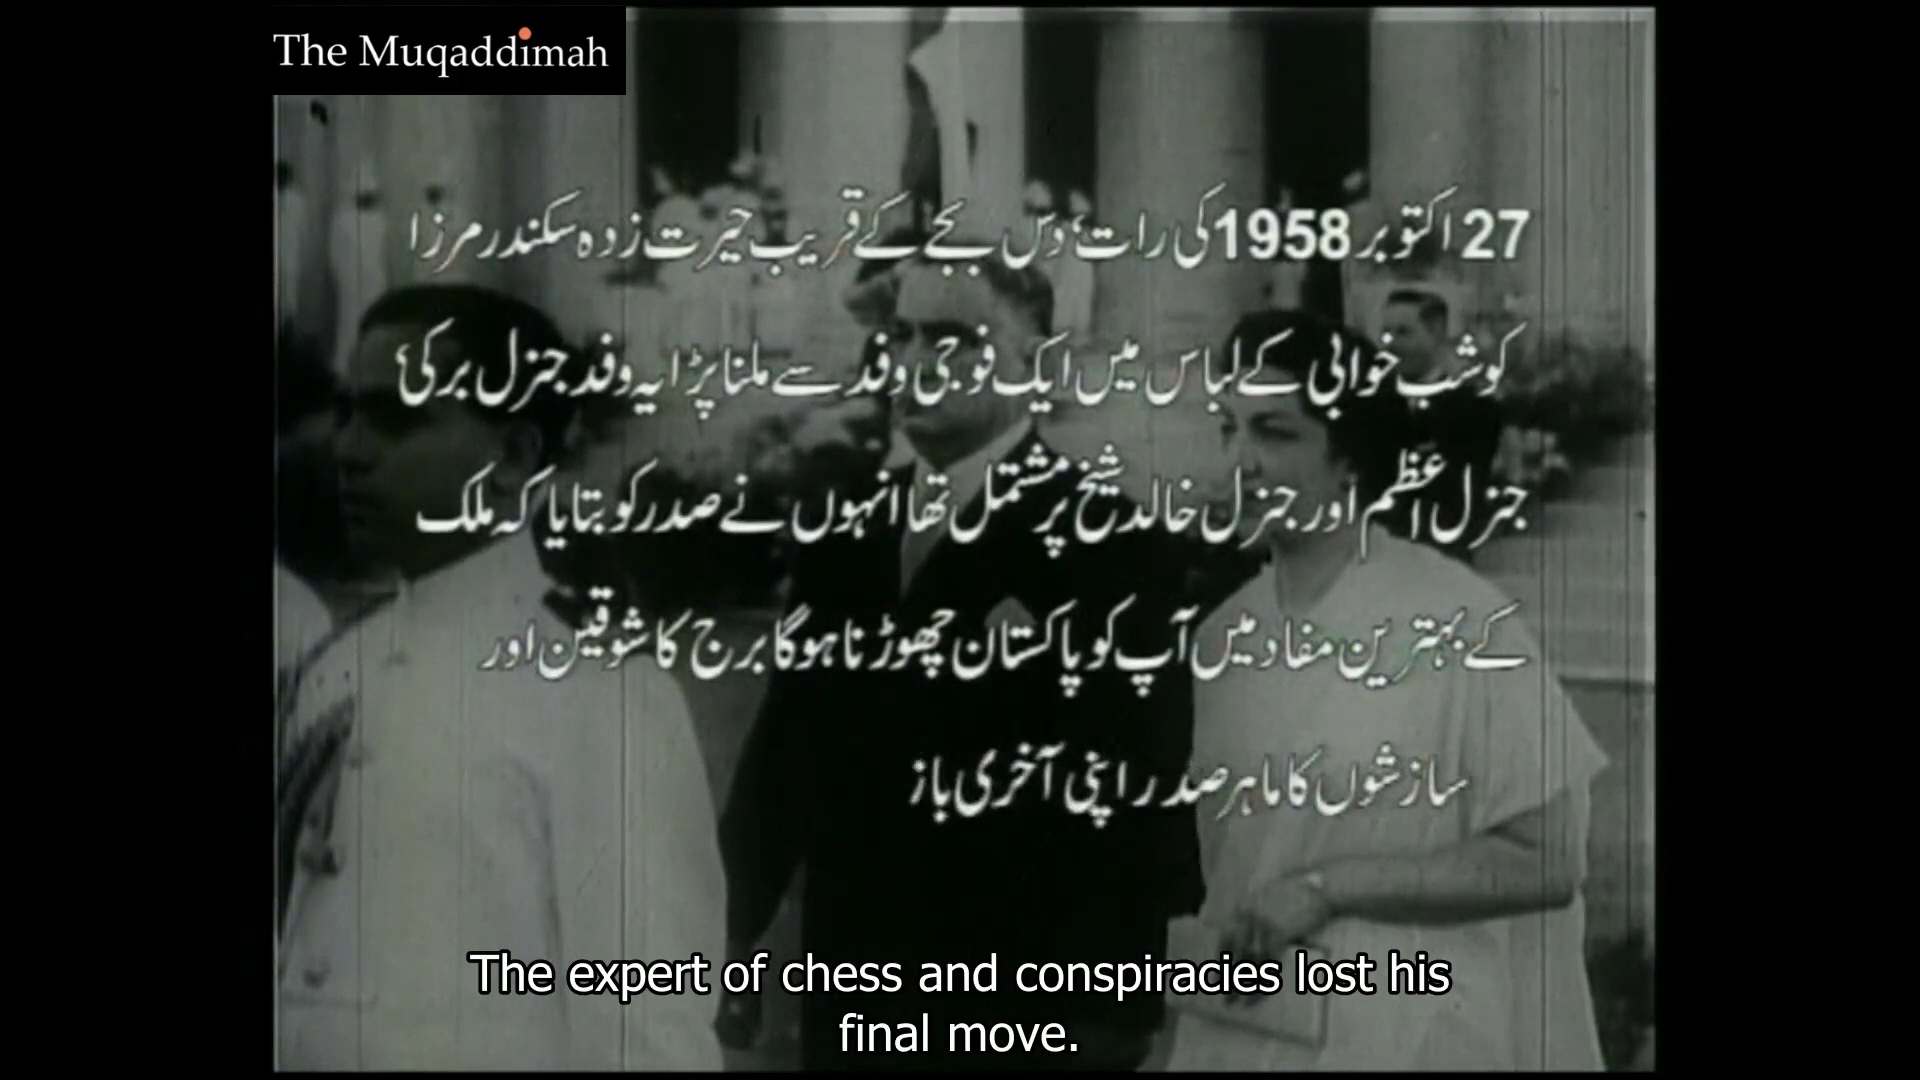 The Muqaddimah
27 اکتوبر 1958 کی رات، دس بجے کے قریب حیرت زدہ سکندر مرزا
کو شب خوابی کے لباس میں ایک فوجی وفد سے ملنا پڑا یہ وفد جنرل برکی،
جنرل اعظم اور جنرل خالد شیخ پر مشتمل تھا انہوں نے صدر کو بتایا کہ ملک
کے بہترین مفاد میں آپ کو پاکستان چھوڑنا ہوگا برج کا شوقین اور
سازشوں کا ماہر صدر اپنی آخری باز
The expert of chess and conspiracies lost his
final move.